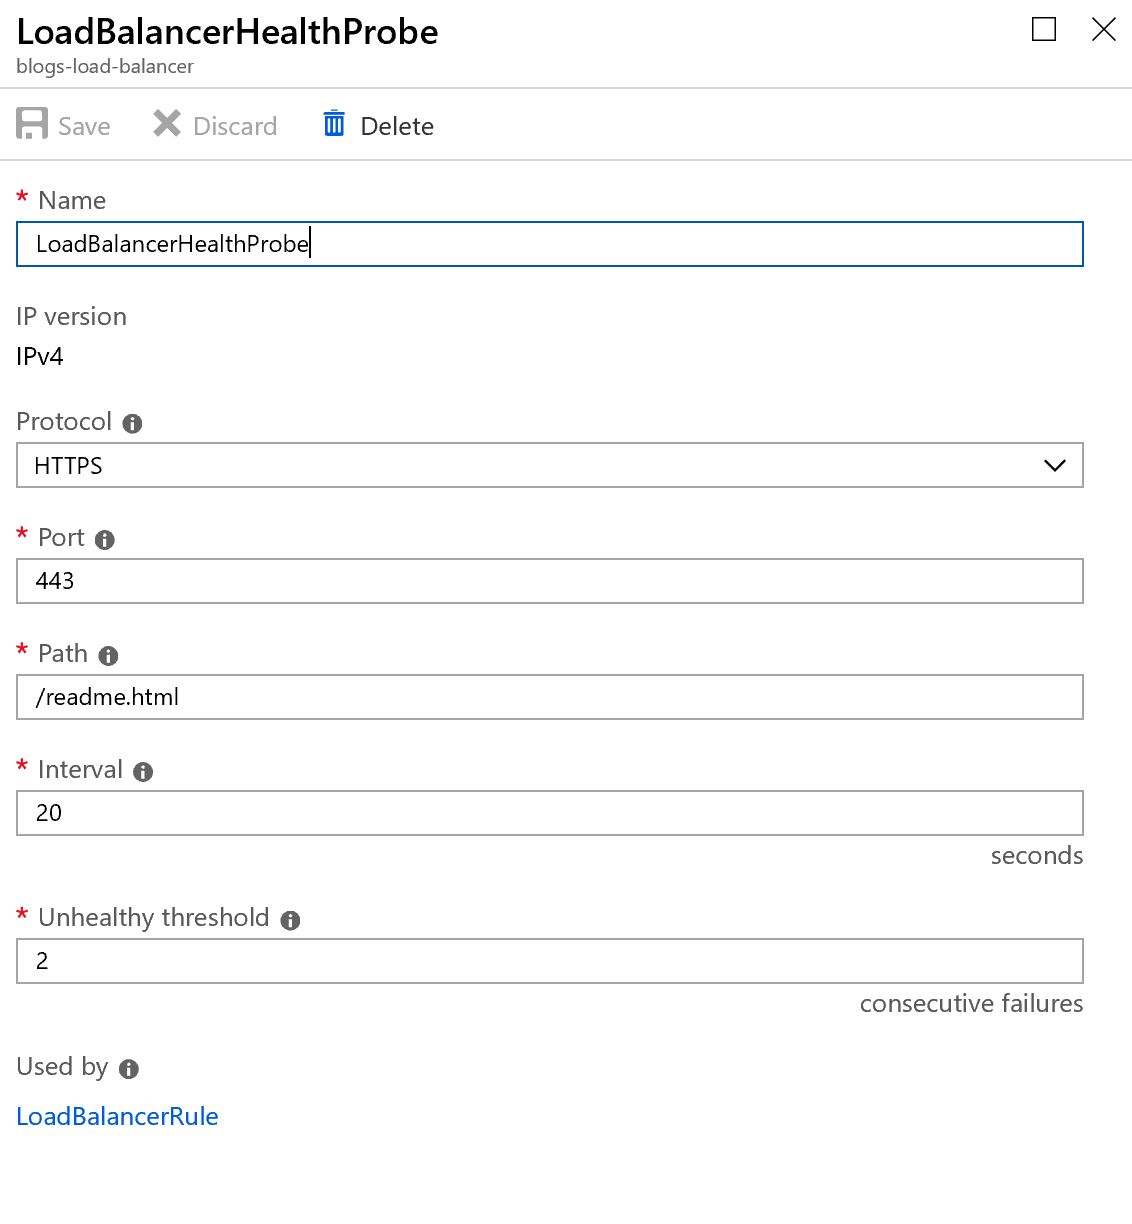 LoadBalancerHealthProbe
blogs-load-balancer
Save Discard Delete
* Name
LoadBalancerHealthProbe
IP version
IPv4
Protocol
HTTPS
* Port
443
* Path
/readme.html
* Interval
20
seconds
* Unhealthy threshold
2
consecutive failures
Used by
LoadBalancerRule